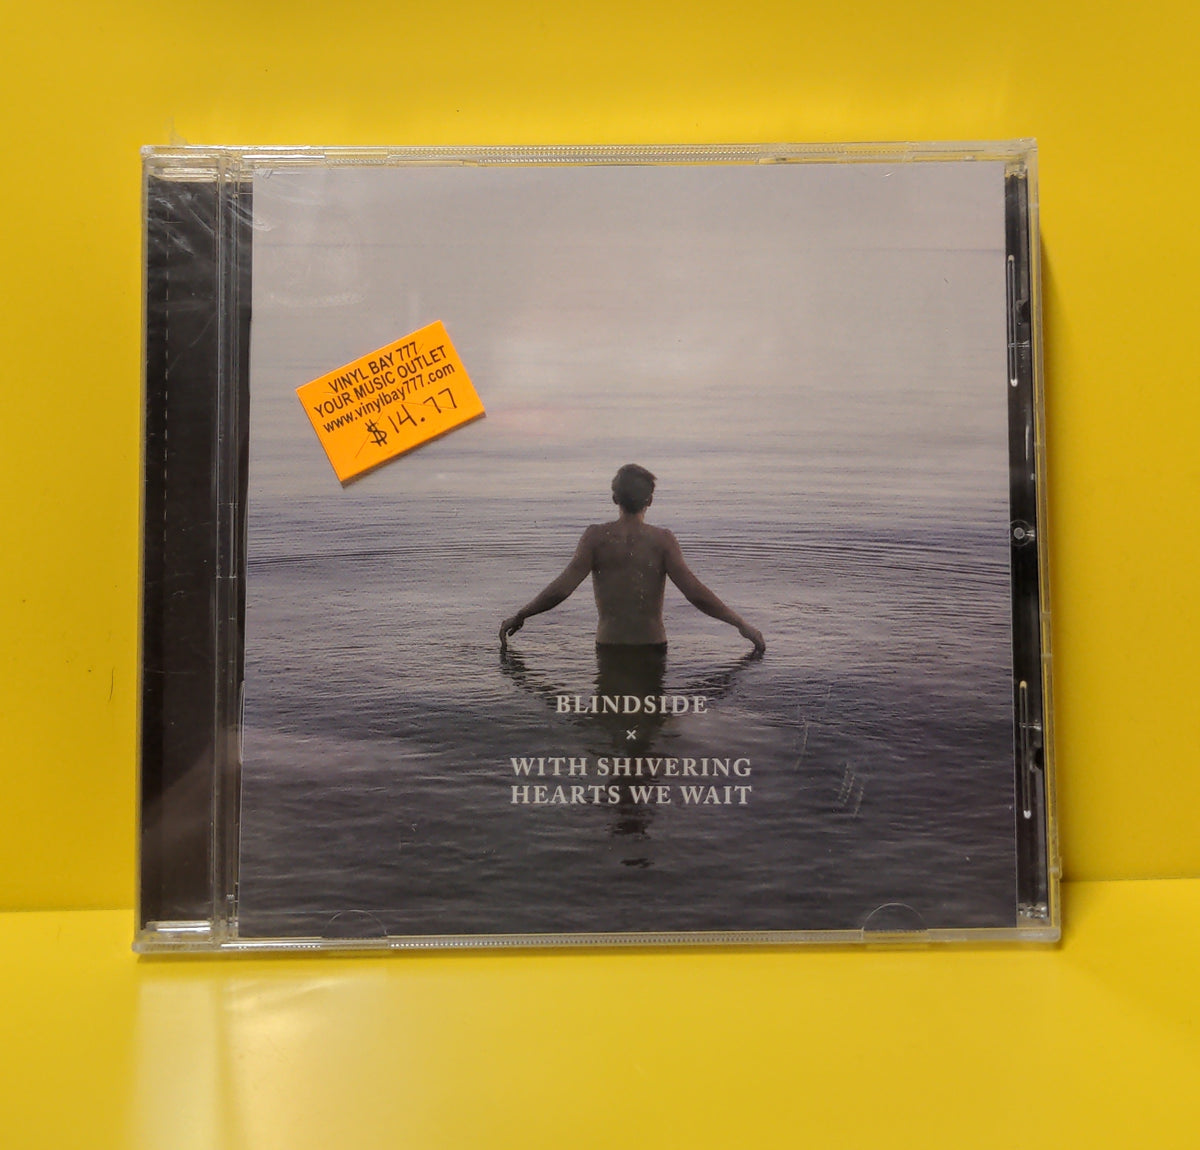 VINYL BAY 777
YOUR MUSIC OUTLET
www.vinylbay777.com
$14.77
BLINDSIDE
×
WITH SHIVERING
HEARTS WE WAIT